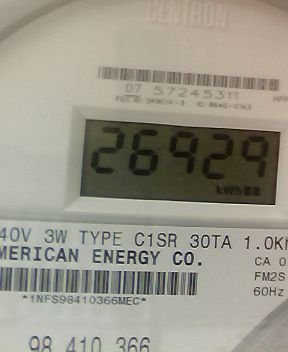 CENTRON®
07 57245311
26929
kWh
40V 3W TYPE C1SR 30TA 1.0K
MERICAN ENERGY CO.
CA 0
FM2S
60Hz
*1NFS98410366MEC*
98 410 366